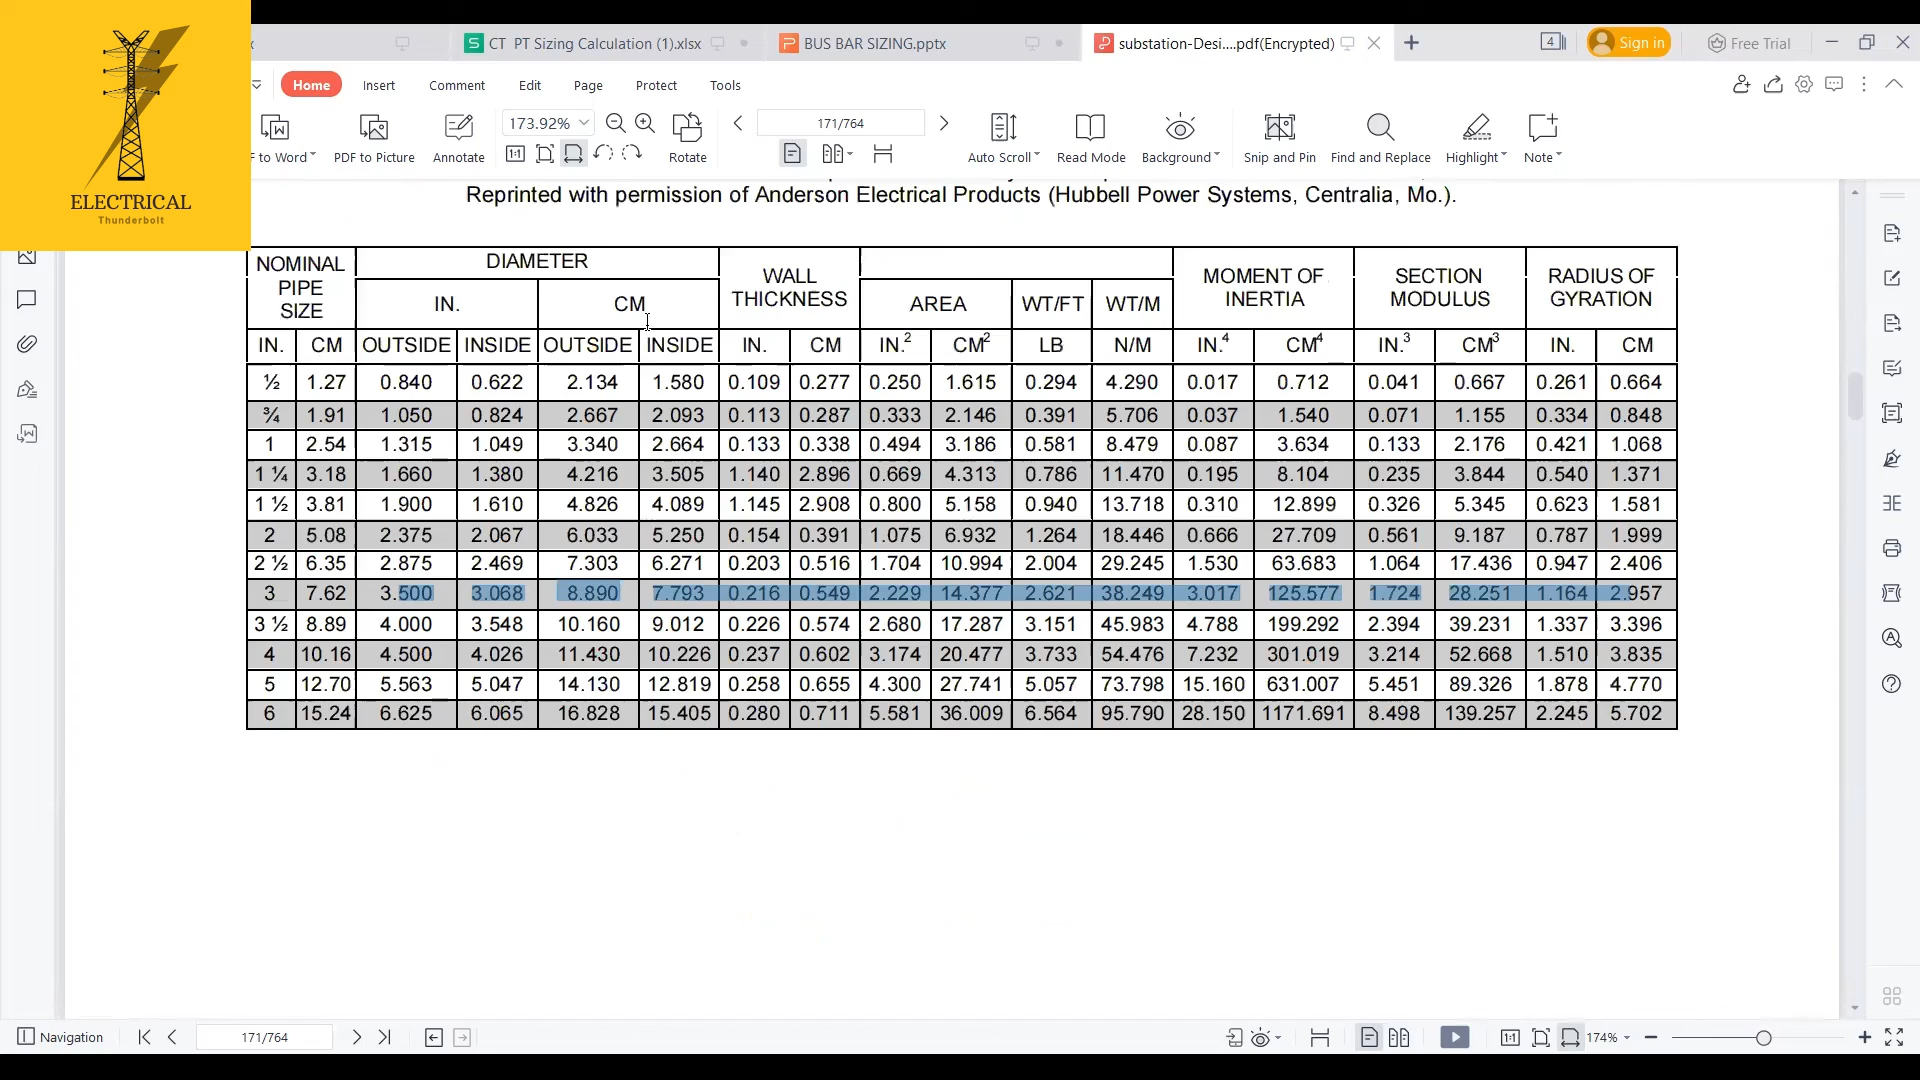 CT PT Sizing Calculation (1).xlsx
BUS BAR SIZING.pptx
substation-Desi....pdf(Encrypted)
4
Sign in
Free Trial
ELECTRICAL
Thunderbolt
Home Insert Comment Edit Page Protect Tools
173.92%
171/764
F to Word PDF to Picture Annotate Rotate Auto Scroll Read Mode Background Snip and Pin Find and Replace Highlight Note
Reprinted with permission of Anderson Electrical Products (Hubbell Power Systems, Centralia, Mo.).
NOMINAL PIPE SIZE DIAMETER WALL THICKNESS MOMENT OF INERTIA SECTION MODULUS RADIUS OF GYRATION
IN. CM AREA WT/FT WT/M
IN. CM OUTSIDE INSIDE OUTSIDE INSIDE IN. CM IN.² CM² LB N/M IN.⁴ CM⁴ IN.³ CM³ IN. CM
½ 1.27 0.840 0.622 2.134 1.580 0.109 0.277 0.250 1.615 0.294 4.290 0.017 0.712 0.041 0.667 0.261 0.664
¾ 1.91 1.050 0.824 2.667 2.093 0.113 0.287 0.333 2.146 0.391 5.706 0.037 1.540 0.071 1.155 0.334 0.848
1 2.54 1.315 1.049 3.340 2.664 0.133 0.338 0.494 3.186 0.581 8.479 0.087 3.634 0.133 2.176 0.421 1.068
1 ¼ 3.18 1.660 1.380 4.216 3.505 1.140 2.896 0.669 4.313 0.786 11.470 0.195 8.104 0.235 3.844 0.540 1.371
1 ½ 3.81 1.900 1.610 4.826 4.089 1.145 2.908 0.800 5.158 0.940 13.718 0.310 12.899 0.326 5.345 0.623 1.581
2 5.08 2.375 2.067 6.033 5.250 0.154 0.391 1.075 6.932 1.264 18.446 0.666 27.709 0.561 9.187 0.787 1.999
2 ½ 6.35 2.875 2.469 7.303 6.271 0.203 0.516 1.704 10.994 2.004 29.245 1.530 63.683 1.064 17.436 0.947 2.406
3 7.62 3.500 3.068 8.890 7.793 0.216 0.549 2.229 14.377 2.621 38.249 3.017 125.577 1.724 28.251 1.164 2.957
3 ½ 8.89 4.000 3.548 10.160 9.012 0.226 0.574 2.680 17.287 3.151 45.983 4.788 199.292 2.394 39.231 1.337 3.396
4 10.16 4.500 4.026 11.430 10.226 0.237 0.602 3.174 20.477 3.733 54.476 7.232 301.019 3.214 52.668 1.510 3.835
5 12.70 5.563 5.047 14.130 12.819 0.258 0.655 4.300 27.741 5.057 73.798 15.160 631.007 5.451 89.326 1.878 4.770
6 15.24 6.625 6.065 16.828 15.405 0.280 0.711 5.581 36.009 6.564 95.790 28.150 1171.691 8.498 139.257 2.245 5.702
Navigation 171/764 174%